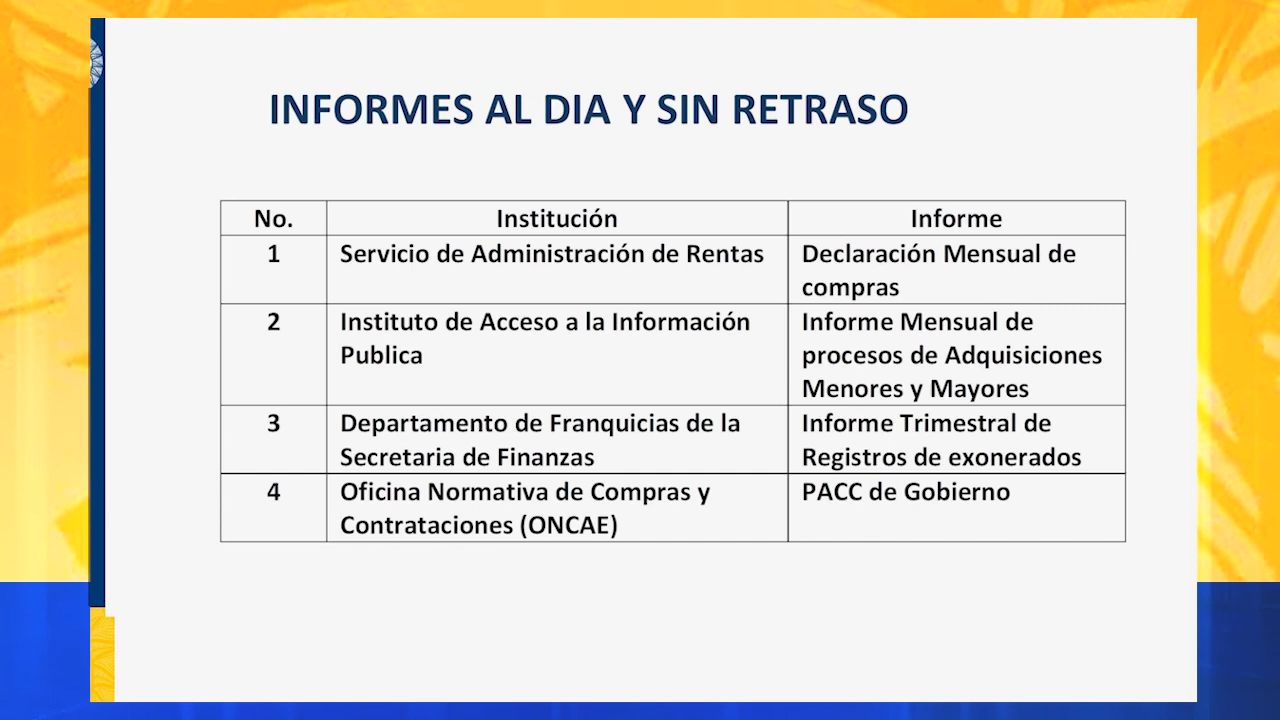 INFORMES AL DIA Y SIN RETRASO
No. Institución Informe
1 Servicio de Administración de Rentas Declaración Mensual de
compras
2 Instituto de Acceso a la Información Informe Mensual de
Publica procesos de Adquisiciones
Menores y Mayores
3 Departamento de Franquicias de la Informe Trimestral de
Secretaria de Finanzas Registros de exonerados
4 Oficina Normativa de Compras y PACC de Gobierno
Contrataciones (ONCAE)